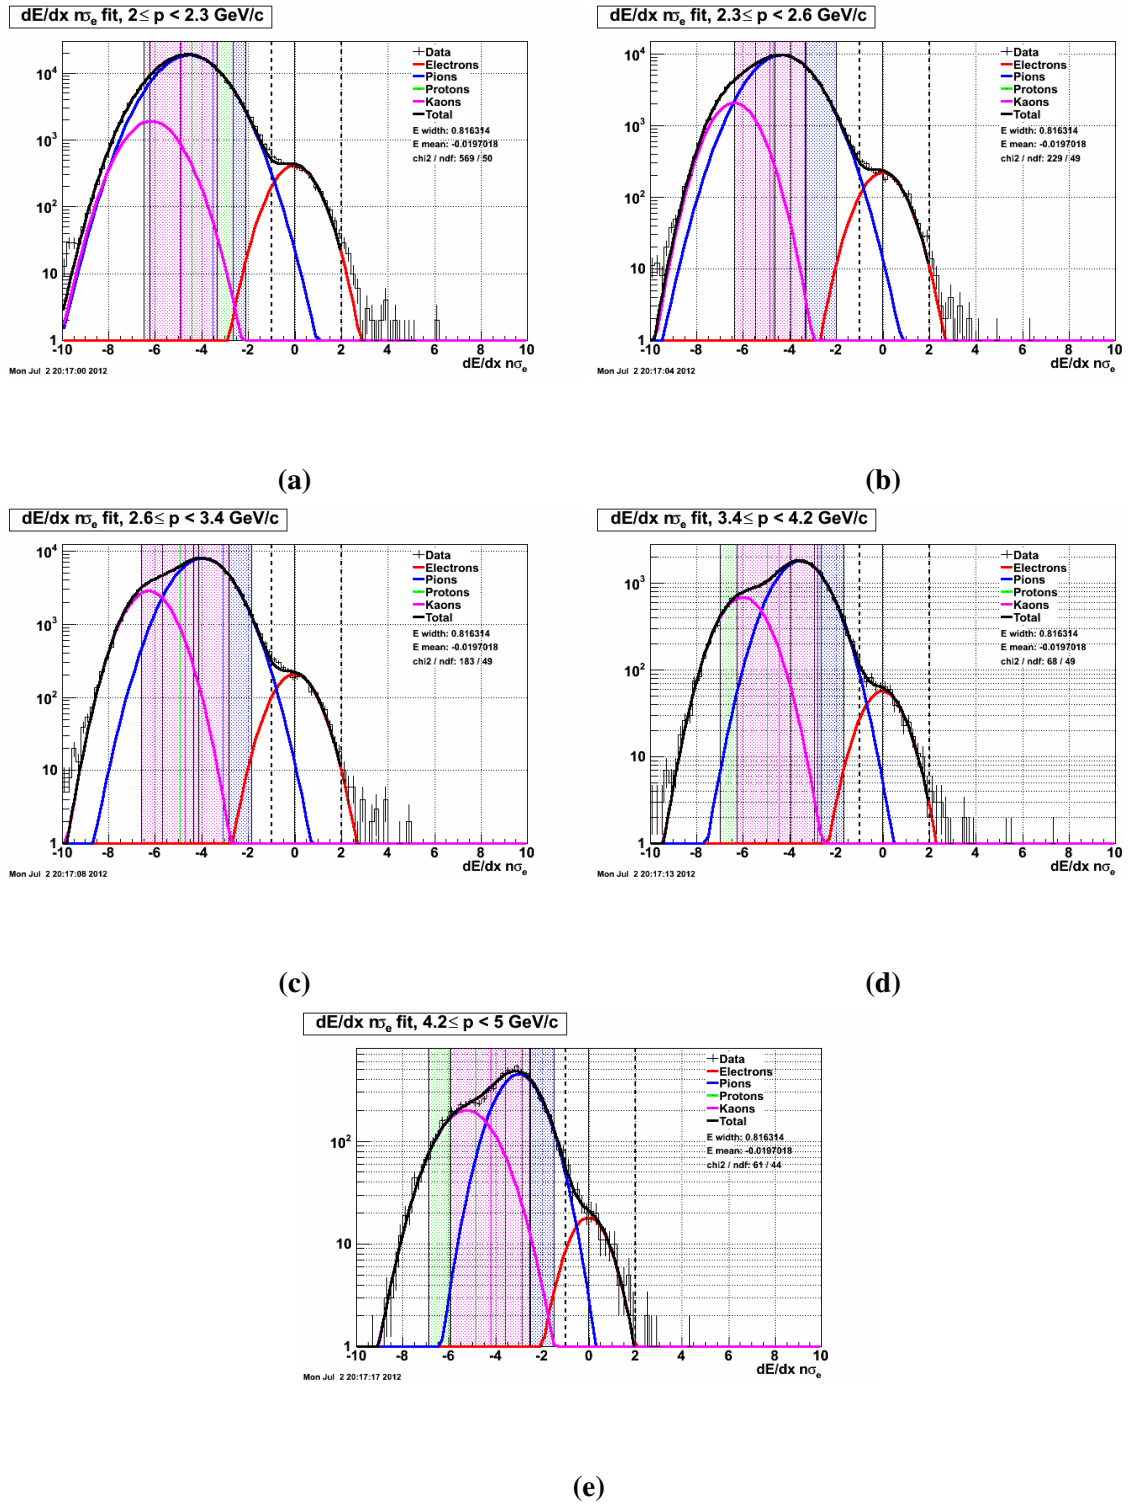 dE/dx nσe fit, 2≤ p < 2.3 GeV/c
10⁴
10³
10²
10
1
-10 -8 -6 -4 -2 0 2 4 6 8 10
Data
Electrons
Pions
Protons
Kaons
Total
E width: 0.816314
E mean: -0.0197018
chi2 / ndf: 569 / 50
dE/dx nσe
Mon Jul 2 20:17:00 2012
(a)
dE/dx nσe fit, 2.3≤ p < 2.6 GeV/c
10⁴
10³
10²
10
1
-10 -8 -6 -4 -2 0 2 4 6 8 10
Data
Electrons
Pions
Protons
Kaons
Total
E width: 0.816314
E mean: -0.0197018
chi2 / ndf: 229 / 49
dE/dx nσe
Mon Jul 2 20:17:04 2012
(b)
dE/dx nσe fit, 2.6≤ p < 3.4 GeV/c
10⁴
10³
10²
10
1
-10 -8 -6 -4 -2 0 2 4 6 8 10
Data
Electrons
Pions
Protons
Kaons
Total
E width: 0.816314
E mean: -0.0197018
chi2 / ndf: 183 / 49
dE/dx nσe
Mon Jul 2 20:17:08 2012
(c)
dE/dx nσe fit, 3.4≤ p < 4.2 GeV/c
10³
10²
10
1
-10 -8 -6 -4 -2 0 2 4 6 8 10
Data
Electrons
Pions
Protons
Kaons
Total
E width: 0.816314
E mean: -0.0197018
chi2 / ndf: 68 / 49
dE/dx nσe
Mon Jul 2 20:17:13 2012
(d)
dE/dx nσe fit, 4.2≤ p < 5 GeV/c
10²
10
1
-10 -8 -6 -4 -2 0 2 4 6 8 10
Data
Electrons
Pions
Protons
Kaons
Total
E width: 0.816314
E mean: -0.0197018
chi2 / ndf: 61 / 44
dE/dx nσe
Mon Jul 2 20:17:17 2012
(e)